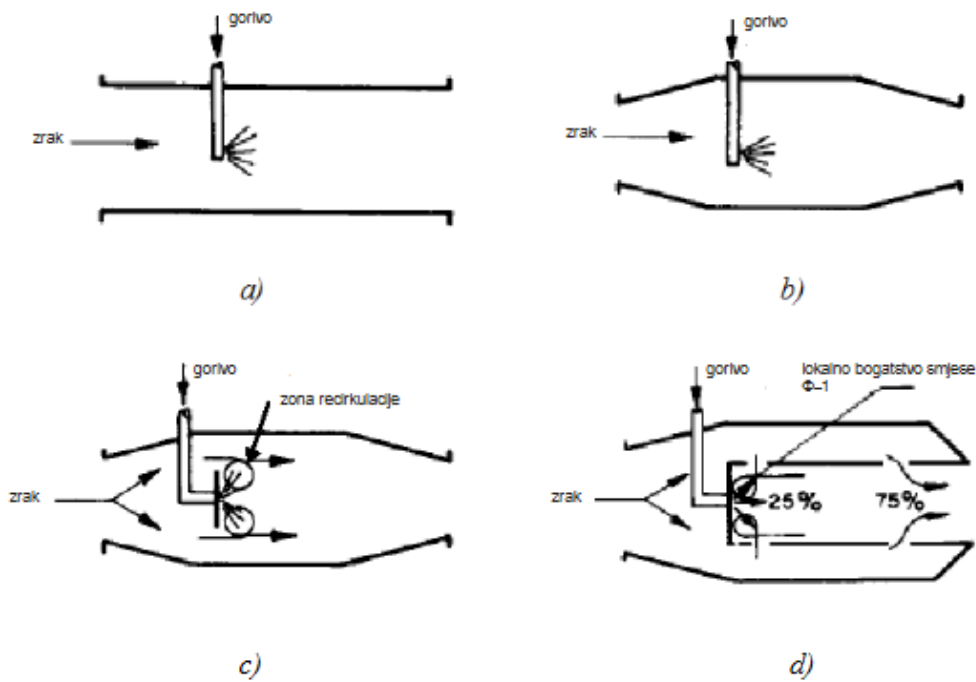 gorivo
zrak
a)
gorivo
zrak
b)
gorivo
zona recirkulacije
zrak
c)
gorivo
lokalno bogatstvo smjese
Φ–1
zrak
25%
75%
d)